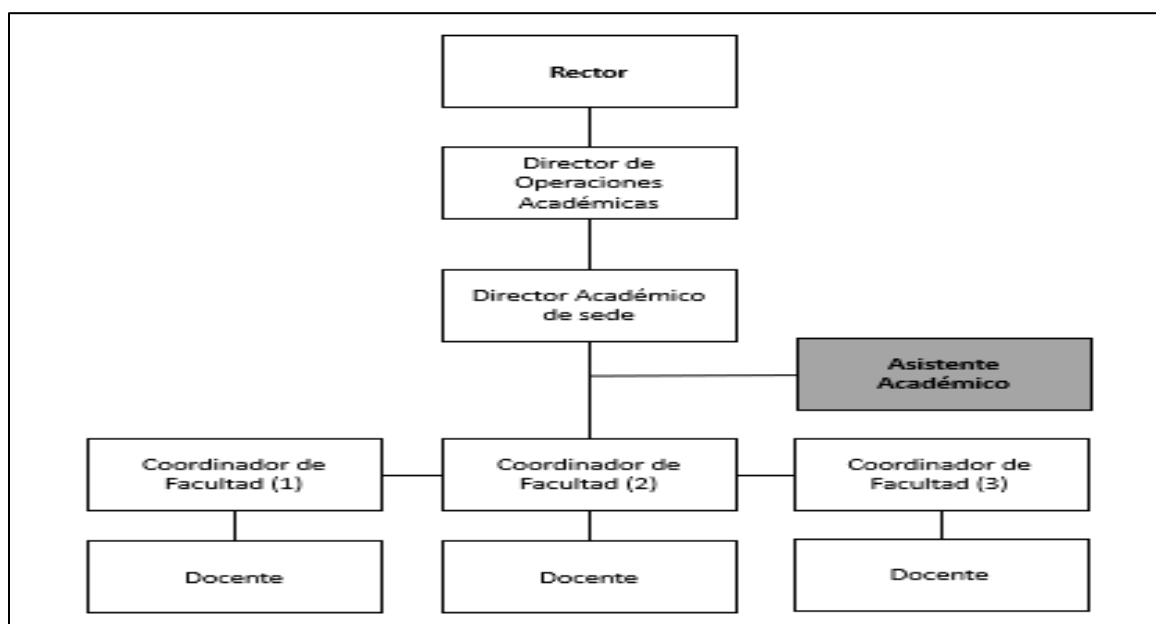 Rector
Director de
Operaciones
Académicas
Director Académico
de sede
Asistente
Académico
Coordinador de
Facultad (1)
Coordinador de
Facultad (2)
Coordinador de
Facultad (3)
Docente
Docente
Docente